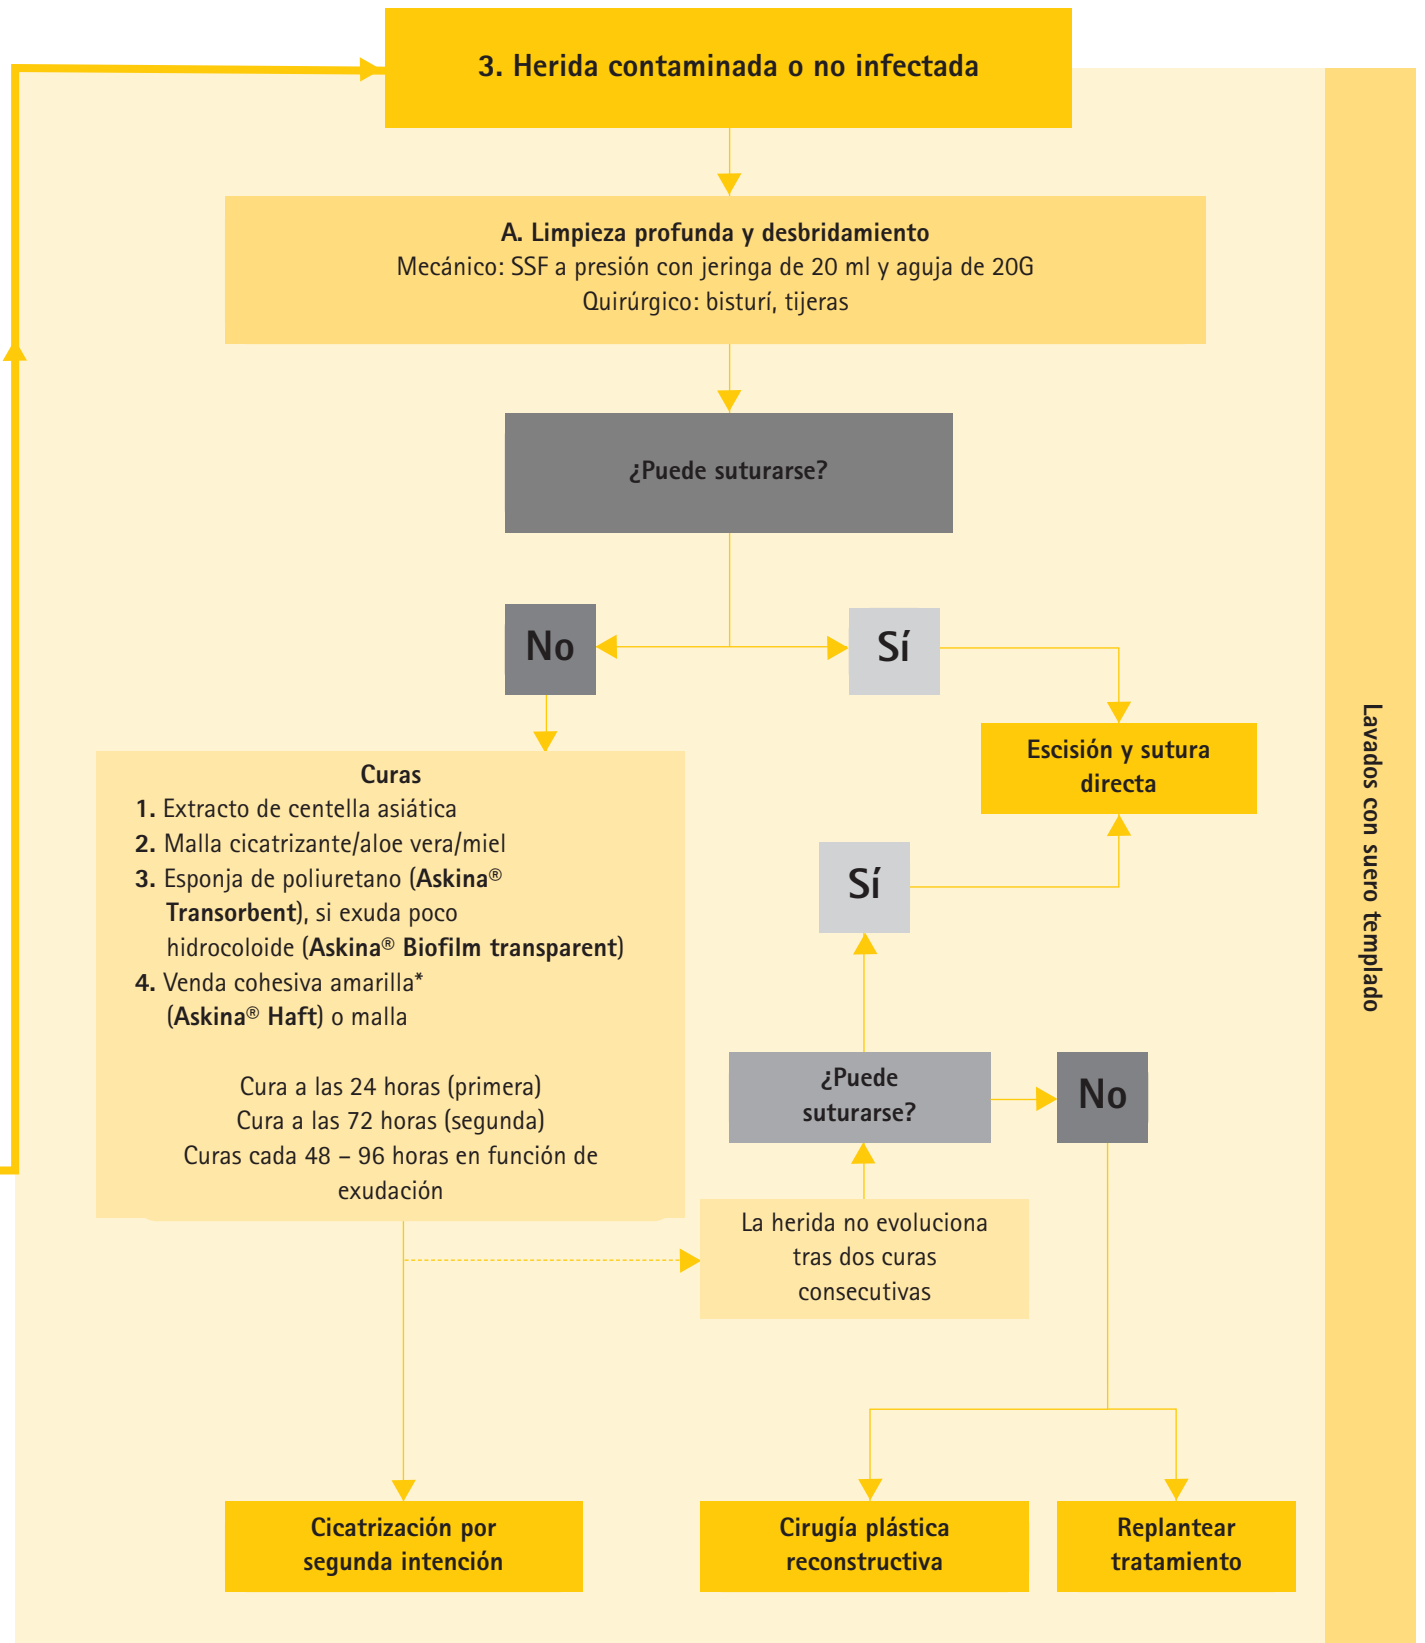 3. Herida contaminada o no infectada
A. Limpieza profunda y desbridamiento
Mecánico: SSF a presión con jeringa de 20 ml y aguja de 20G
Quirúrgico: bisturí, tijeras
¿Puede suturarse?
No
Sí
Escisión y sutura
directa
Curas
1. Extracto de centella asiática
2. Malla cicatrizante/aloe vera/miel
3. Esponja de poliuretano (Askina®
Transorbent), si exuda poco
hidrocoloide (Askina® Biofilm transparent)
4. Venda cohesiva amarilla*
(Askina® Haft) o malla
Cura a las 24 horas (primera)
Cura a las 72 horas (segunda)
Curas cada 48 – 96 horas en función de
exudación
Sí
¿Puede
suturarse?
No
La herida no evoluciona
tras dos curas
consecutivas
Cicatrización por
segunda intención
Cirugía plástica
reconstructiva
Replantear
tratamiento
Lavados con suero templado